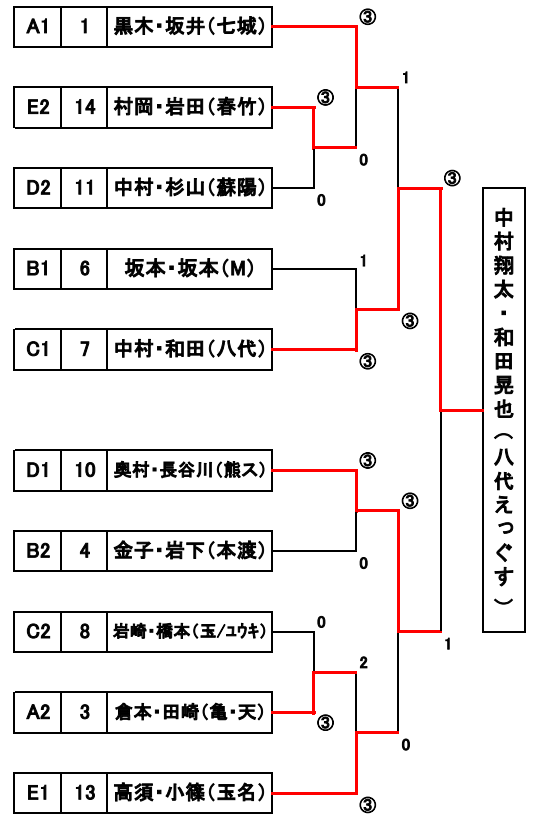 ③
A1 1 黒木・坂井(七城)
1
③
E2 14 村岡・岩田(春竹)
0
③
D2 11 中村・杉山(蘇陽)
0
1
B1 6 坂本・坂本(M)
③
C1 7 中村・和田(八代)
③
中村翔太・和田晃也(八代えっぐす)
③
D1 10 奥村・長谷川(熊ス)
③
B2 4 金子・岩下(本渡)
0
0
C2 8 岩崎・橋本(玉/ユウキ)
1
2
A2 3 倉本・田崎(亀・天)
③
0
E1 13 高須・小篠(玉名)
③